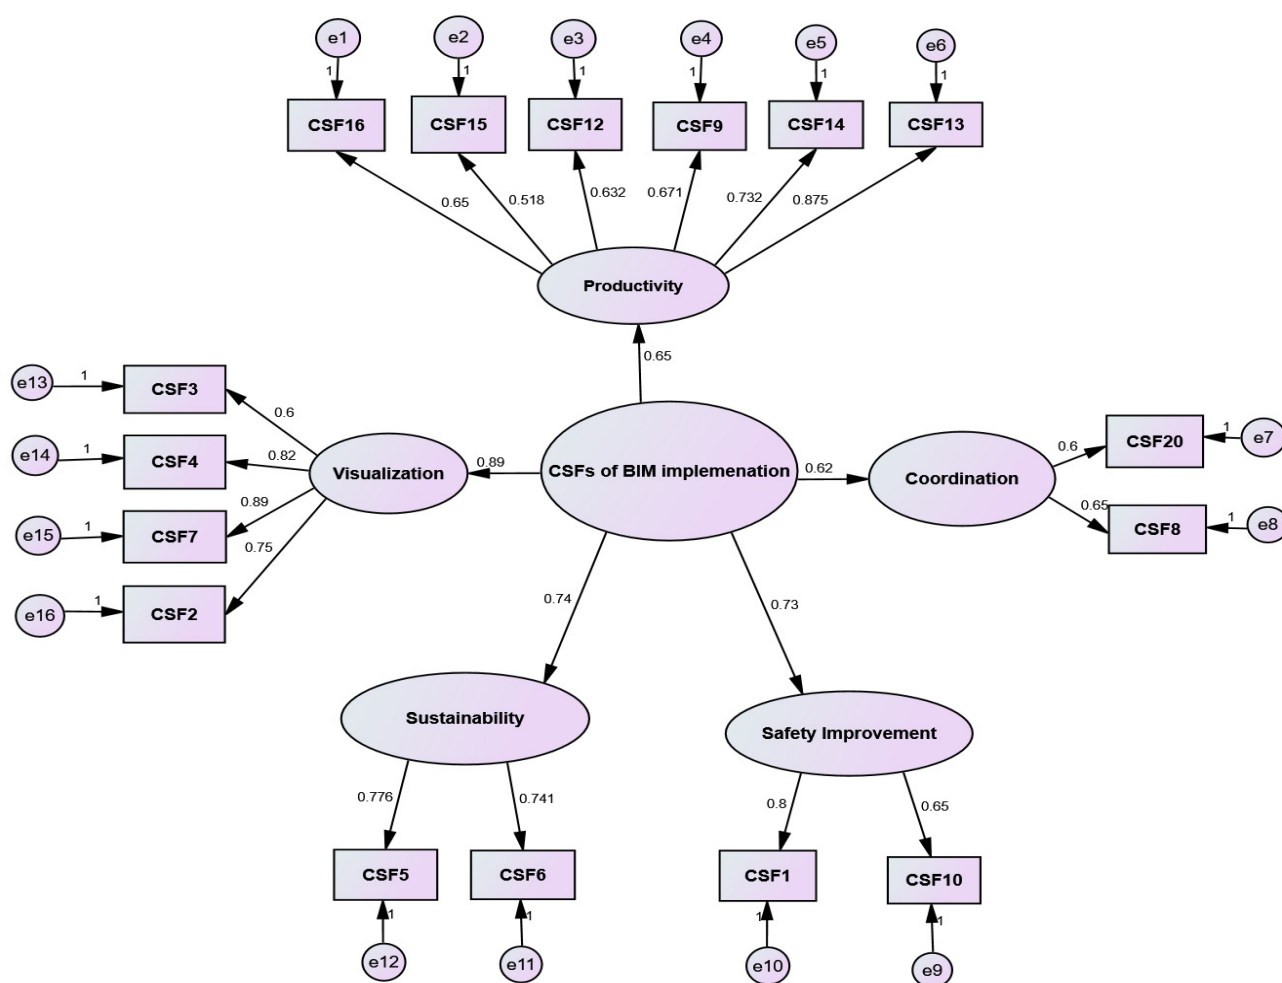 e1
e2
e3
e4
e5
e6
1
1
1
1
1
1
CSF16
CSF15
CSF12
CSF9
CSF14
CSF13
0.65
0.518
0.632
0.671
0.732
0.875
Productivity
0.65
e13
1
CSF3
0.6
e14
1
CSF4
0.82
Visualization
0.89
CSFs of BIM implemenation
0.62
Coordination
0.6
CSF20
1
e7
0.65
CSF8
1
e8
e15
1
CSF7
0.89
e16
1
CSF2
0.75
0.74
0.73
Sustainability
Safety Improvement
0.776
0.741
0.8
0.65
CSF5
CSF6
CSF1
CSF10
1
1
1
1
e12
e11
e10
e9